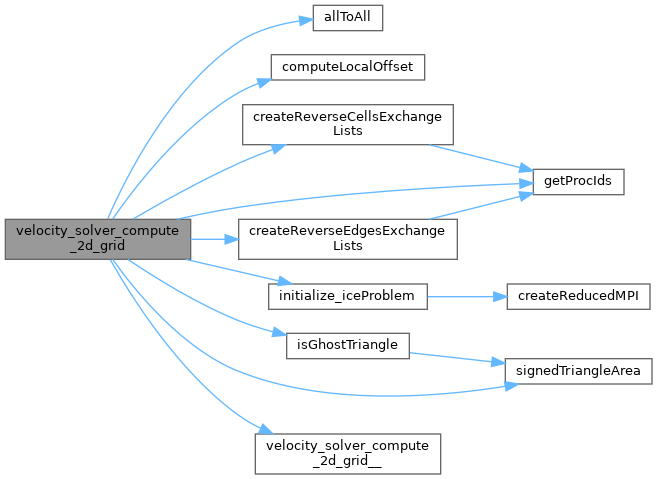 allToAll
computeLocalOffset
createReverseCellsExchange
Lists
getProcIds
velocity_solver_compute
_2d_grid
createReverseEdgesExchange
Lists
initialize_iceProblem
createReducedMPI
isGhostTriangle
signedTriangleArea
velocity_solver_compute
_2d_grid__